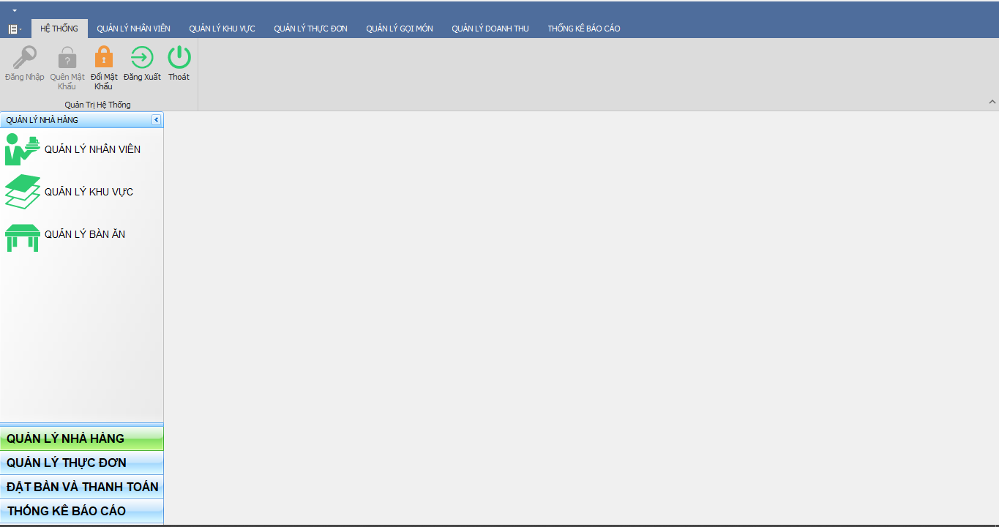 HỆ THỐNG QUẢN LÝ NHÂN VIÊN QUẢN LÝ KHU VỰC QUẢN LÝ THỰC ĐƠN QUẢN LÝ GỌI MÓN QUẢN LÝ DOANH THU THỐNG KÊ BÁO CÁO
Đăng Nhập Quên Mật Đổi Mật Đăng Xuất Thoát
Khẩu Khẩu
Quản Trị Hệ Thống
QUẢN LÝ NHÀ HÀNG
QUẢN LÝ NHÂN VIÊN
QUẢN LÝ KHU VỰC
QUẢN LÝ BÀN ĂN
QUẢN LÝ NHÀ HÀNG
QUẢN LÝ THỰC ĐƠN
ĐẶT BÀN VÀ THANH TOÁN
THỐNG KÊ BÁO CÁO